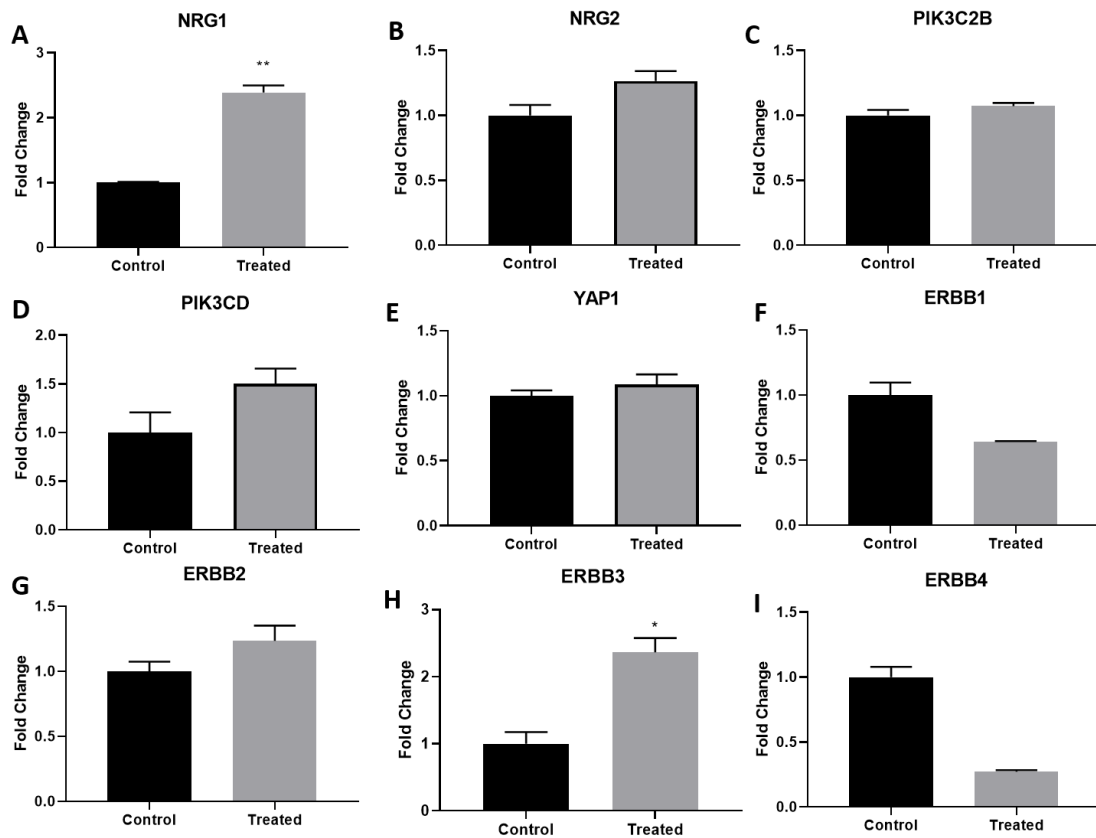 A
NRG1
Fold Change
3
**
2
1
0
Control
Treated
B
NRG2
Fold Change
1.5
1.0
0.5
0.0
Control
Treated
C
PIK3C2B
Fold Change
1.5
1.0
0.5
0.0
Control
Treated
D
PIK3CD
Fold Change
2.0
1.5
1.0
0.5
0.0
Control
Treated
E
YAP1
Fold Change
1.5
1.0
0.5
0.0
Control
Treated
F
ERBB1
Fold Change
1.5
1.0
0.5
0.0
Control
Treated
G
ERBB2
Fold Change
1.5
1.0
0.5
0.0
Control
Treated
H
ERBB3
Fold Change
3
*
2
1
0
Control
Treated
I
ERBB4
Fold Change
1.5
1.0
0.5
0.0
Control
Treated